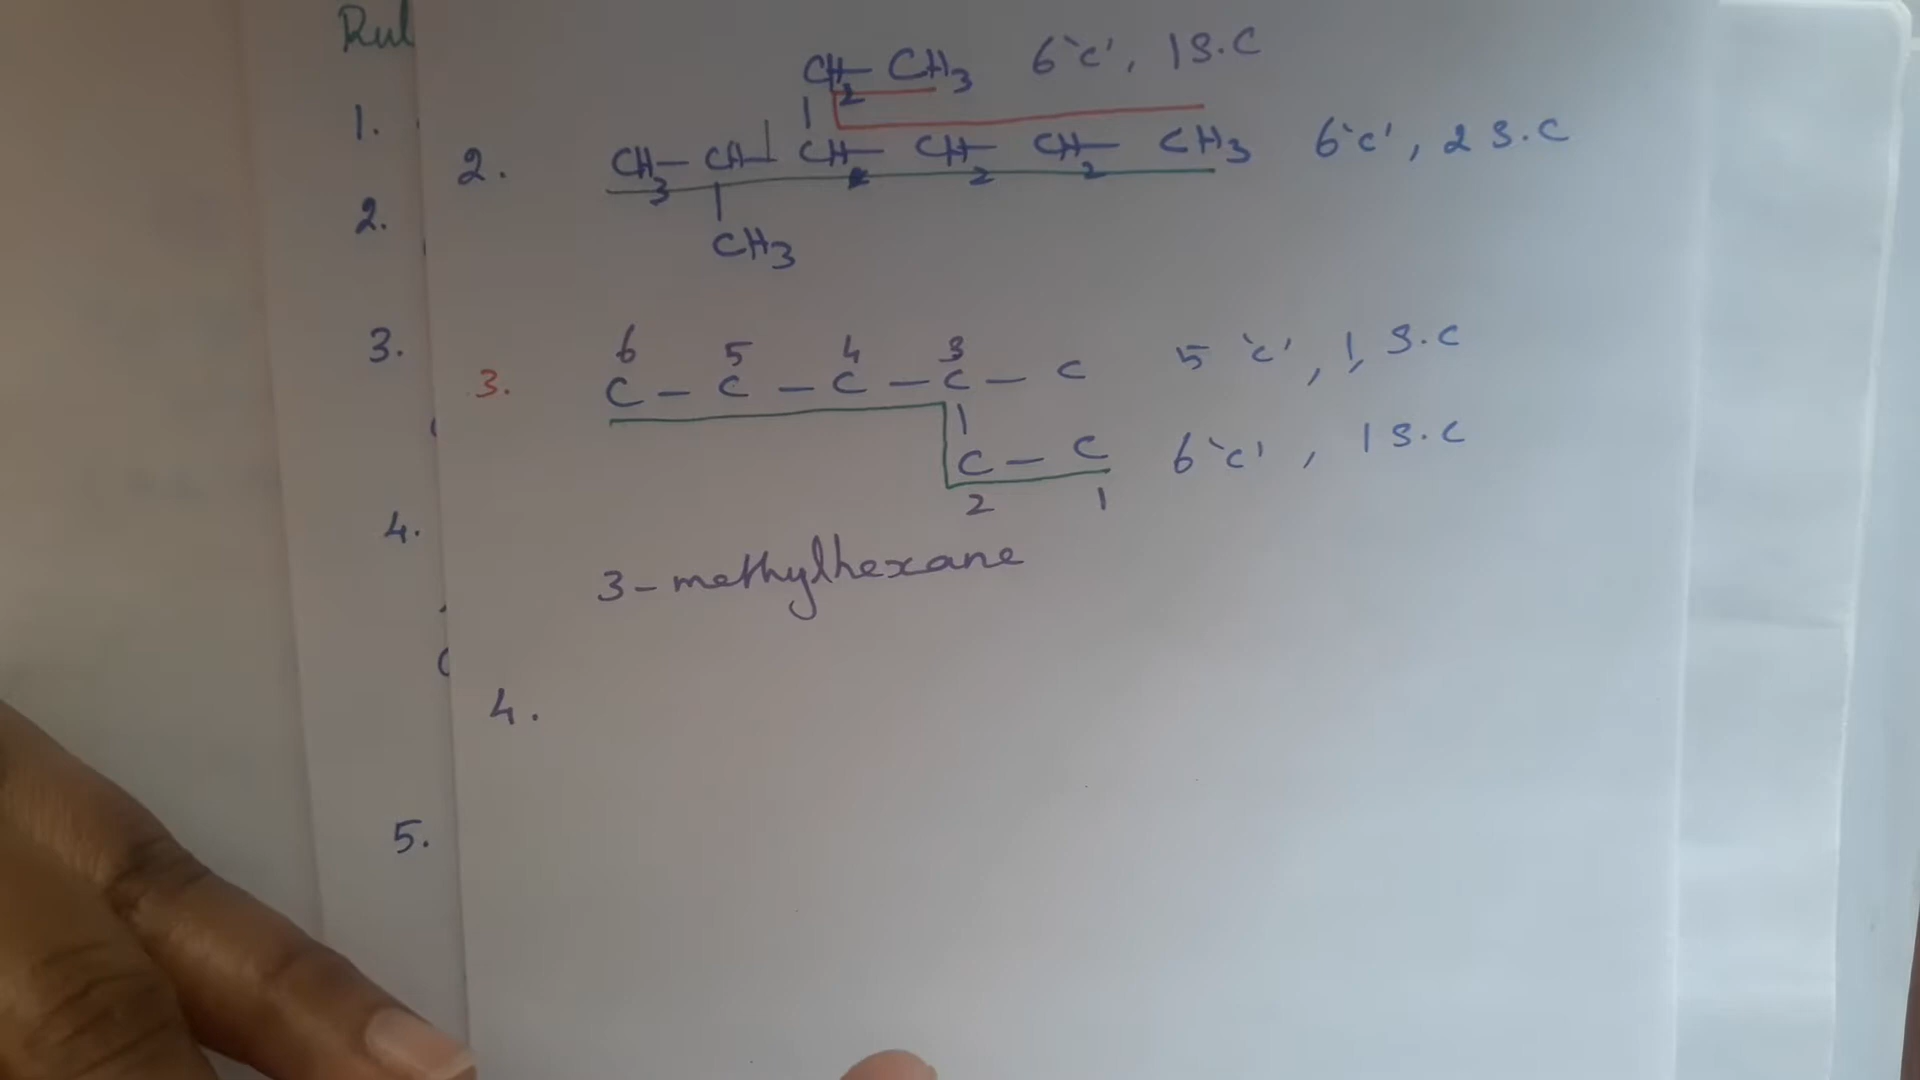 Rul
1.
2.
3.
4.
5.
CH2 - CH3 6 'c', 1 S.C
2. CH3 - CH - CH - CH2 - CH2 - CH3 6 'c', 2 S.C
CH3
6 5 4 3
3. C - C - C - C - C 5 'c', 1, S.C
C - C 6 'c', 1 S.C
2 1
3-methylhexane
4.